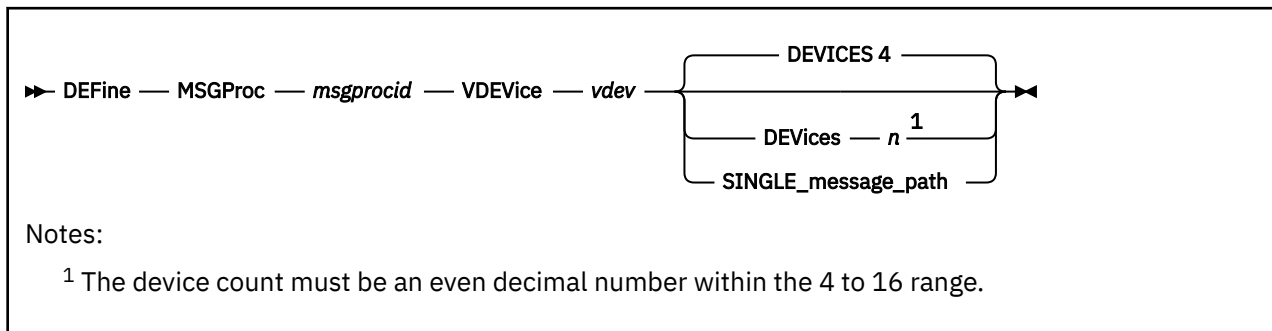 DEVICES 4
DEFine MSGProc msgprocid VDEVice vdev
DEVices n 1
SINGLE_message_path
Notes:
1 The device count must be an even decimal number within the 4 to 16 range.